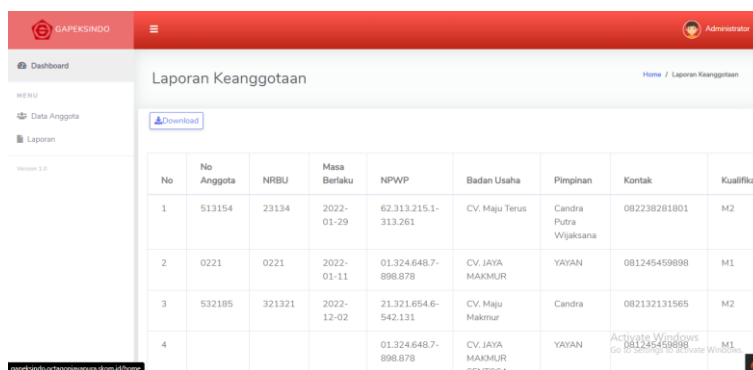 GAPEKSINDO
Administrator
Dashboard
Laporan Keanggotaan
Home / Laporan Keanggotaan
MENU
Data Anggota
Download
Laporan
Version 1.0
No No Anggota NRBU Masa Berlaku NPWP Badan Usaha Pimpinan Kontak Kualifika
1 513154 23134 2022-01-29 62.313.215.1-313.261 CV. Maju Terus Candra Putra Wijaksana 082238281801 M2
2 0221 0221 2022-01-11 01.324.648.7-898.878 CV. JAYA MAKMUR YAYAN 081245459898 M1
3 532185 321321 2022-12-02 21.321.654.6-542.131 CV. Maju Makmur Candra 082132131565 M2
4 01.324.648.7-898.878 CV. JAYA MAKMUR YAYAN 081245459898 M1
Activate Windows
Go to Settings to activate Windows.